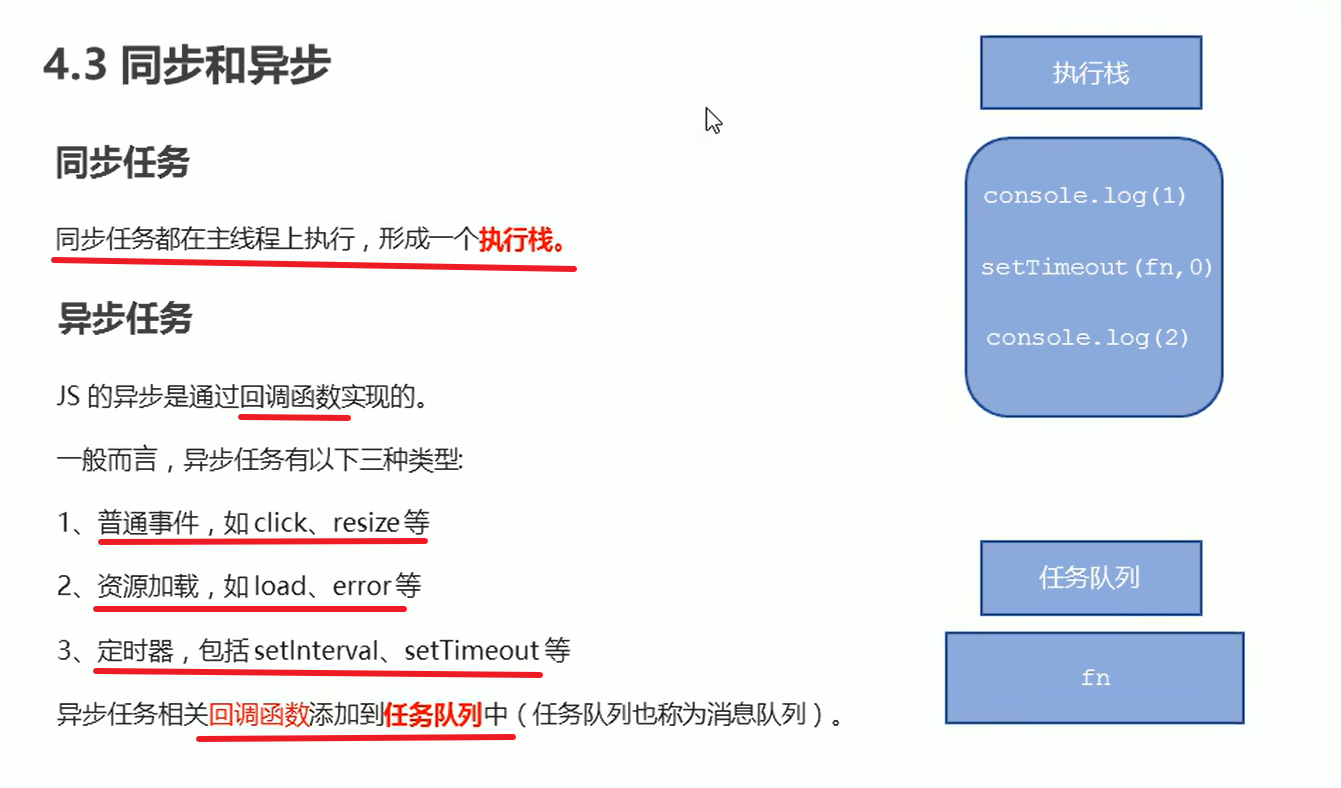 4.3 同步和异步
同步任务
同步任务都在主线程上执行，形成一个执行栈。
异步任务
JS 的异步是通过回调函数实现的。
一般而言，异步任务有以下三种类型:
1、普通事件，如 click、resize 等
2、资源加载，如 load、error 等
3、定时器，包括 setInterval、setTimeout 等
异步任务相关回调函数添加到任务队列中（任务队列也称为消息队列）。
执行栈
console.log(1)
setTimeout(fn,0)
console.log(2)
任务队列
fn